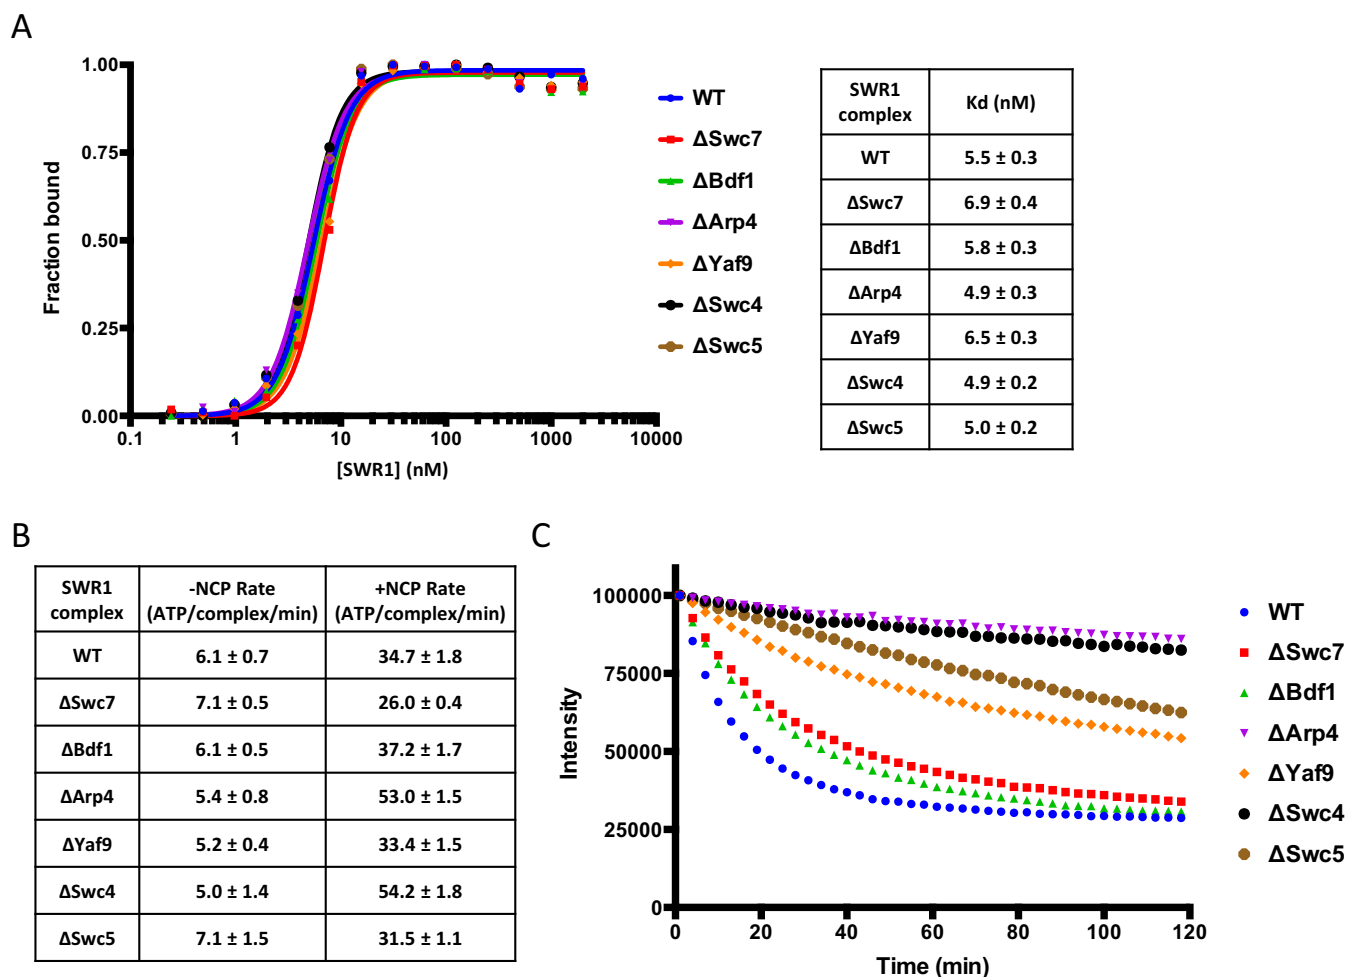 A
1.00
0.75
0.50
0.25
0.00
Fraction bound
0.1
1
10
100
1000
10000
[SWR1] (nM)
WT
ΔSwc7
ΔBdf1
ΔArp4
ΔYaf9
ΔSwc4
ΔSwc5
SWR1 complex Kd (nM)
WT 5.5 ± 0.3
ΔSwc7 6.9 ± 0.4
ΔBdf1 5.8 ± 0.3
ΔArp4 4.9 ± 0.3
ΔYaf9 6.5 ± 0.3
ΔSwc4 4.9 ± 0.2
ΔSwc5 5.0 ± 0.2
B
SWR1 -NCP Rate +NCP Rate
complex (ATP/complex/min) (ATP/complex/min)
WT 6.1 ± 0.7 34.7 ± 1.8
ΔSwc7 7.1 ± 0.5 26.0 ± 0.4
ΔBdf1 6.1 ± 0.5 37.2 ± 1.7
ΔArp4 5.4 ± 0.8 53.0 ± 1.5
ΔYaf9 5.2 ± 0.4 33.4 ± 1.5
ΔSwc4 5.0 ± 1.4 54.2 ± 1.8
ΔSwc5 7.1 ± 1.5 31.5 ± 1.1
C
100000
75000
50000
25000
0
Intensity
0
20
40
60
80
100
120
Time (min)
WT
ΔSwc7
ΔBdf1
ΔArp4
ΔYaf9
ΔSwc4
ΔSwc5